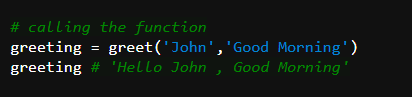 # calling the function
greeting = greet('John','Good Morning')
greeting # 'Hello John , Good Morning'